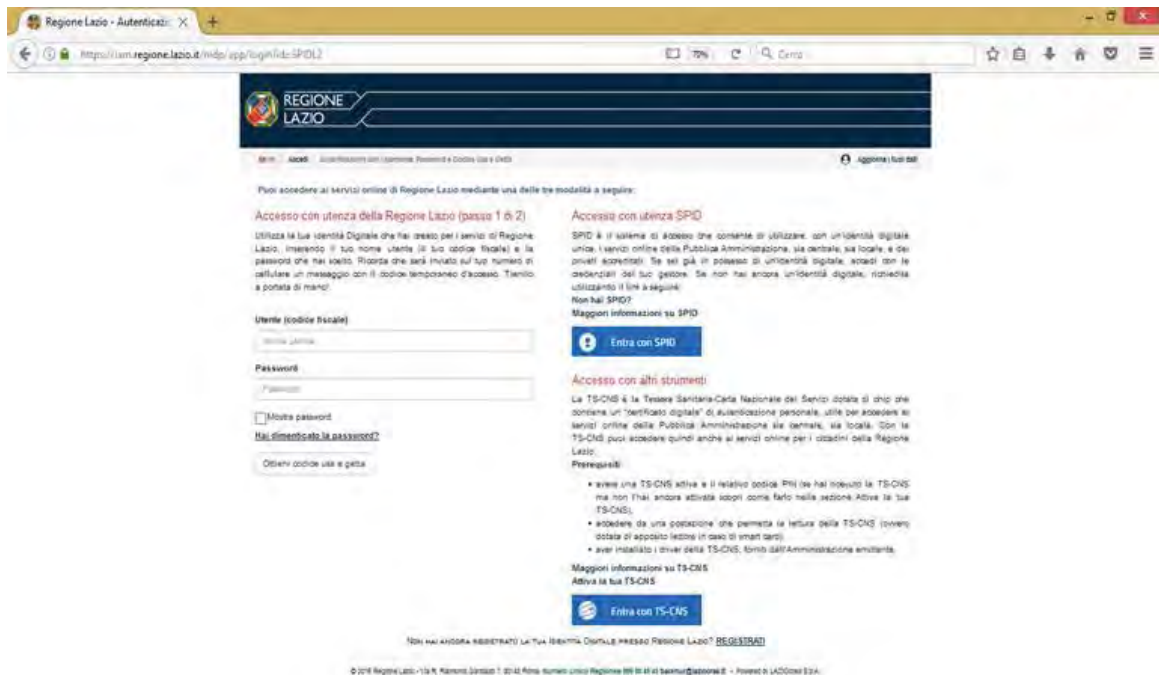 Regione Lazio - Autenticazi
https://iam.regione.lazio.it/nidp/app/login?id=SPIDL2
70%
Cerca
REGIONE
LAZIO
Accedi
Aggiorna i tuoi dati
Puoi accedere ai servizi online di Regione Lazio mediante una delle tre modalità a seguire:
Accesso con utenza della Regione Lazio (passo 1 di 2)
Utilizza la tua Identità Digitale che hai creato per i servizi di Regione
Lazio, inserendo il tuo nome utente (il tuo codice fiscale) e la
password che hai scelto. Ricorda che sarà inviato sul tuo numero di
cellulare un messaggio con il codice temporaneo d'accesso. Tienilo
a portata di mano!
Utente (codice fiscale)
Nome utente
Password
Password
Mostra password
Hai dimenticato la password?
Ottieni codice usa e getta
Accesso con utenza SPID
SPID è il sistema di accesso che consente di utilizzare, con un'identità digitale
unica, i servizi online della Pubblica Amministrazione, sia centrale, sia locale, e dei
privati accreditati. Se sei già in possesso di un'identità digitale, accedi con le
credenziali del tuo gestore. Se non hai ancora un'identità digitale, richiedila
utilizzando il link a seguire:
Non hai SPID?
Maggiori informazioni su SPID
Entra con SPID
Accesso con altri strumenti
La TS-CNS è la Tessera Sanitaria-Carta Nazionale dei Servizi dotata di chip che
contiene un "certificato digitale" di autenticazione personale, utile per accedere ai
servizi online della Pubblica Amministrazione sia centrale, sia locale. Con la
TS-CNS puoi accedere quindi anche ai servizi online per i cittadini della Regione
Lazio.
Prerequisiti
• avere una TS-CNS attiva e il relativo codice PIN (se hai ricevuto la TS-CNS
ma non l'hai ancora attivata scopri come farlo nella sezione Attiva la tua
TS-CNS),
• accedere da una postazione che permetta la lettura della TS-CNS (ovvero
dotata di apposito lettore in caso di smart card),
• aver installato i driver della TS-CNS, forniti dall'Amministrazione emittente.
Maggiori informazioni su TS-CNS
Attiva la tua TS-CNS
Entra con TS-CNS
Non hai ancora registrato la tua Identità Digitale presso Regione Lazio? REGISTRATI